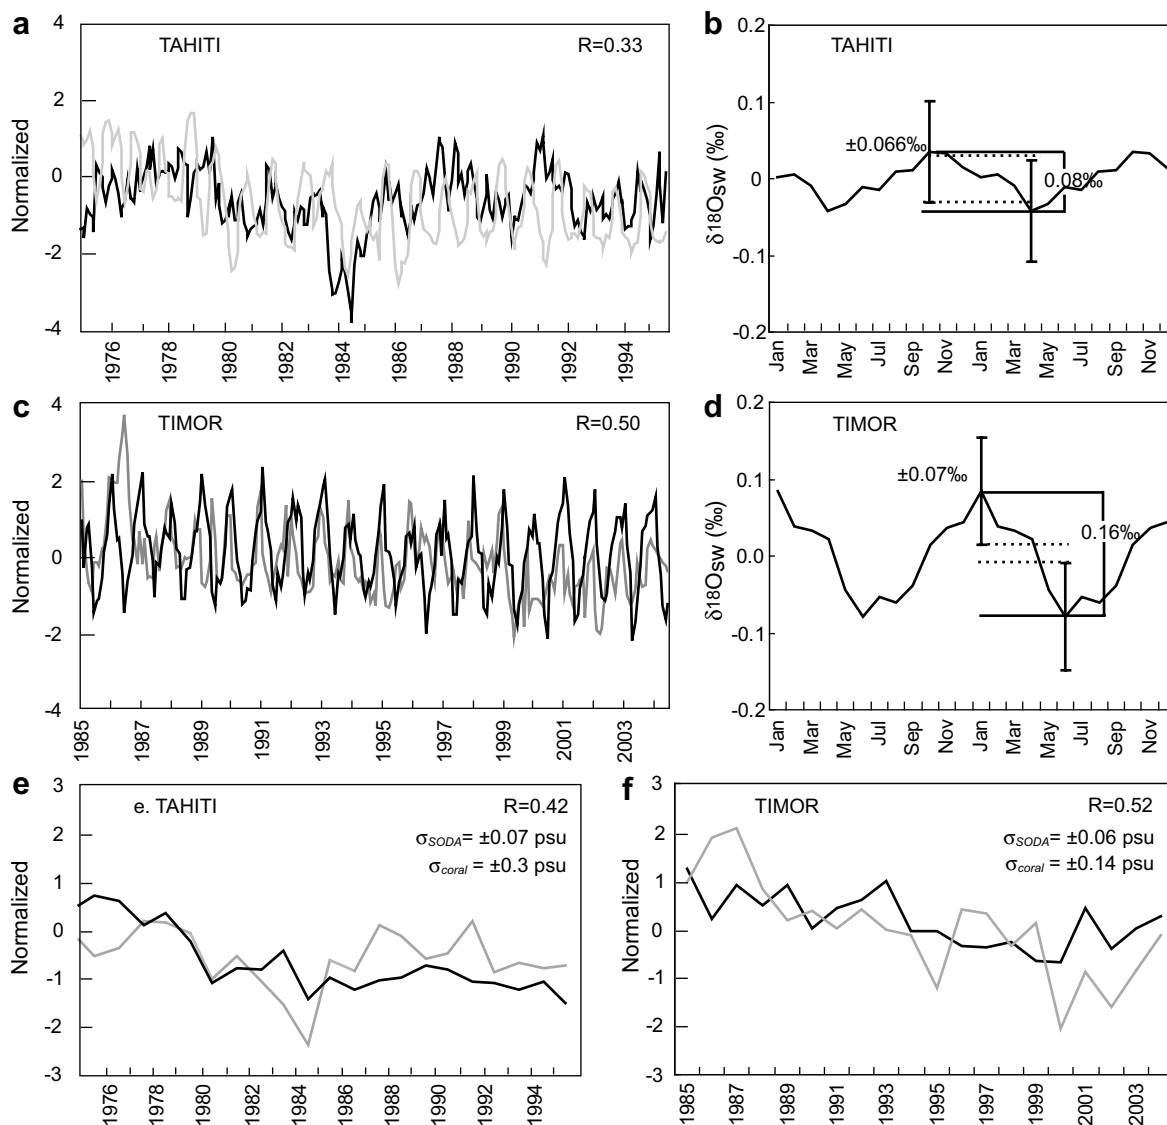 a
TAHITI
R=0.33
Normalized
4
2
0
-2
-4
1976
1978
1980
1982
1984
1986
1988
1990
1992
1994
b
TAHITI
δ18Osw (‰)
0.2
0.1
0
-0.1
-0.2
±0.066‰
0.08‰
Jan
Mar
May
Jul
Sep
Nov
Jan
Mar
May
Jul
Sep
Nov
c
TIMOR
R=0.50
Normalized
4
2
0
-2
-4
1985
1987
1989
1991
1993
1995
1997
1999
2001
2003
d
TIMOR
δ18Osw (‰)
0.2
0.1
0.0
-0.1
-0.2
±0.07‰
0.16‰
Jan
Mar
May
Jul
Sep
Nov
Jan
Mar
May
Jul
Sep
Nov
e
e. TAHITI
R=0.42
σSODA= ±0.07 psu
σcoral = ±0.3 psu
Normalized
3
2
1
0
-1
-2
-3
1976
1978
1980
1982
1984
1986
1988
1990
1992
1994
f
TIMOR
R=0.52
σSODA= ±0.06 psu
σcoral = ±0.14 psu
Normalized
3
2
1
0
-1
-2
-3
1985
1987
1989
1991
1993
1995
1997
1999
2001
2003